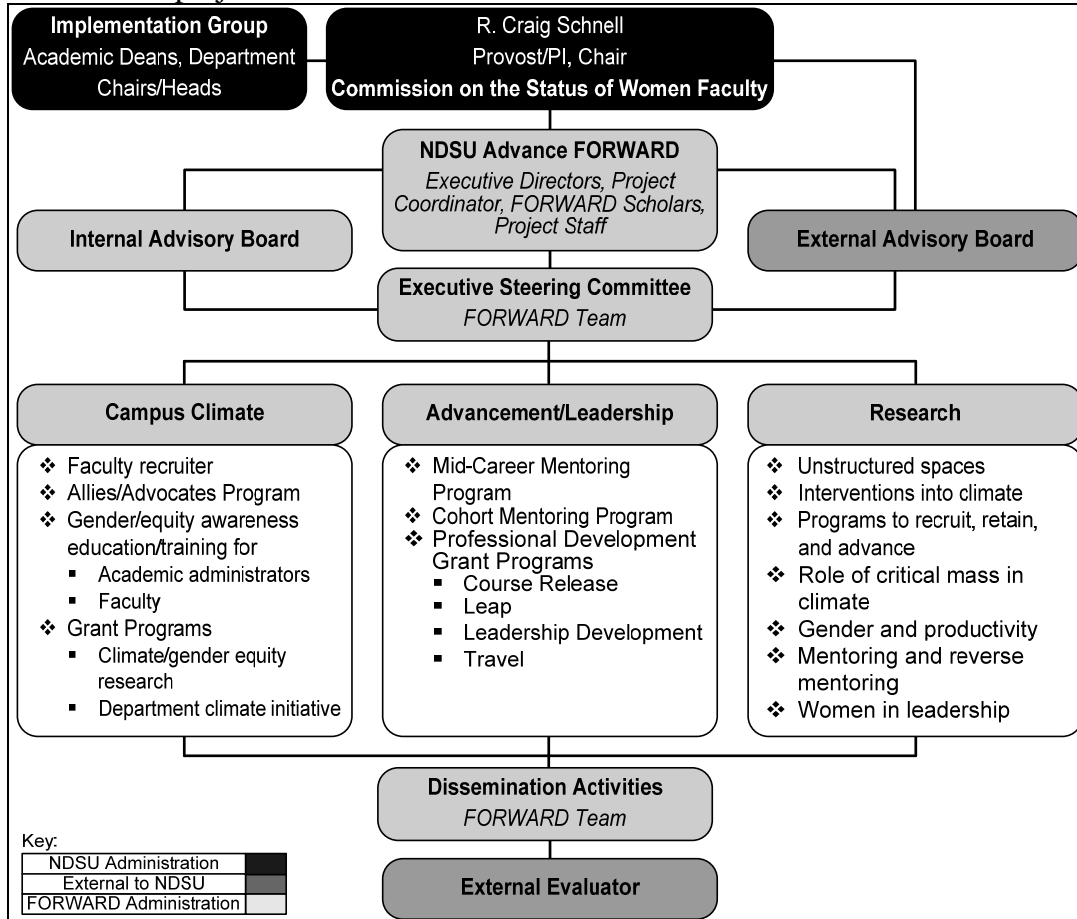 Implementation Group
Academic Deans, Department
Chairs/Heads
R. Craig Schnell
Provost/PI, Chair
Commission on the Status of Women Faculty
NDSU Advance FORWARD
Executive Directors, Project
Coordinator, FORWARD Scholars,
Project Staff
Internal Advisory Board
External Advisory Board
Executive Steering Committee
FORWARD Team
Campus Climate
❖ Faculty recruiter
❖ Allies/Advocates Program
❖ Gender/equity awareness
education/training for
▪ Academic administrators
▪ Faculty
❖ Grant Programs
▪ Climate/gender equity
research
▪ Department climate initiative
Advancement/Leadership
❖ Mid-Career Mentoring
Program
❖ Cohort Mentoring Program
❖ Professional Development
Grant Programs
▪ Course Release
▪ Leap
▪ Leadership Development
▪ Travel
Research
❖ Unstructured spaces
❖ Interventions into climate
❖ Programs to recruit, retain,
and advance
❖ Role of critical mass in
climate
❖ Gender and productivity
❖ Mentoring and reverse
mentoring
❖ Women in leadership
Dissemination Activities
FORWARD Team
External Evaluator
Key:
NDSU Administration
External to NDSU
FORWARD Administration